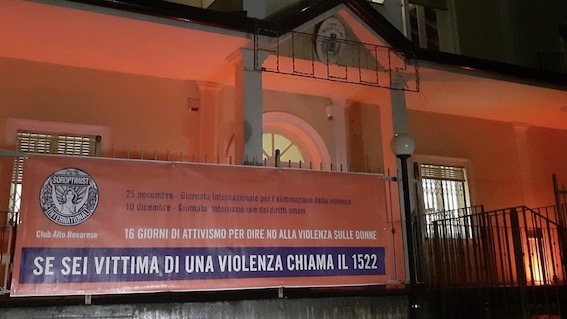 SOROPTIMIST
INTERNATIONAL
Club Alto Novarese
25 novembre - Giornata internazionale per l'eliminazione della violenza
10 dicembre - Giornata internazionale dei diritti umani
16 GIORNI DI ATTIVISMO PER DIRE NO ALLA VIOLENZA SULLE DONNE
SE SEI VITTIMA DI UNA VIOLENZA CHIAMA IL 1522